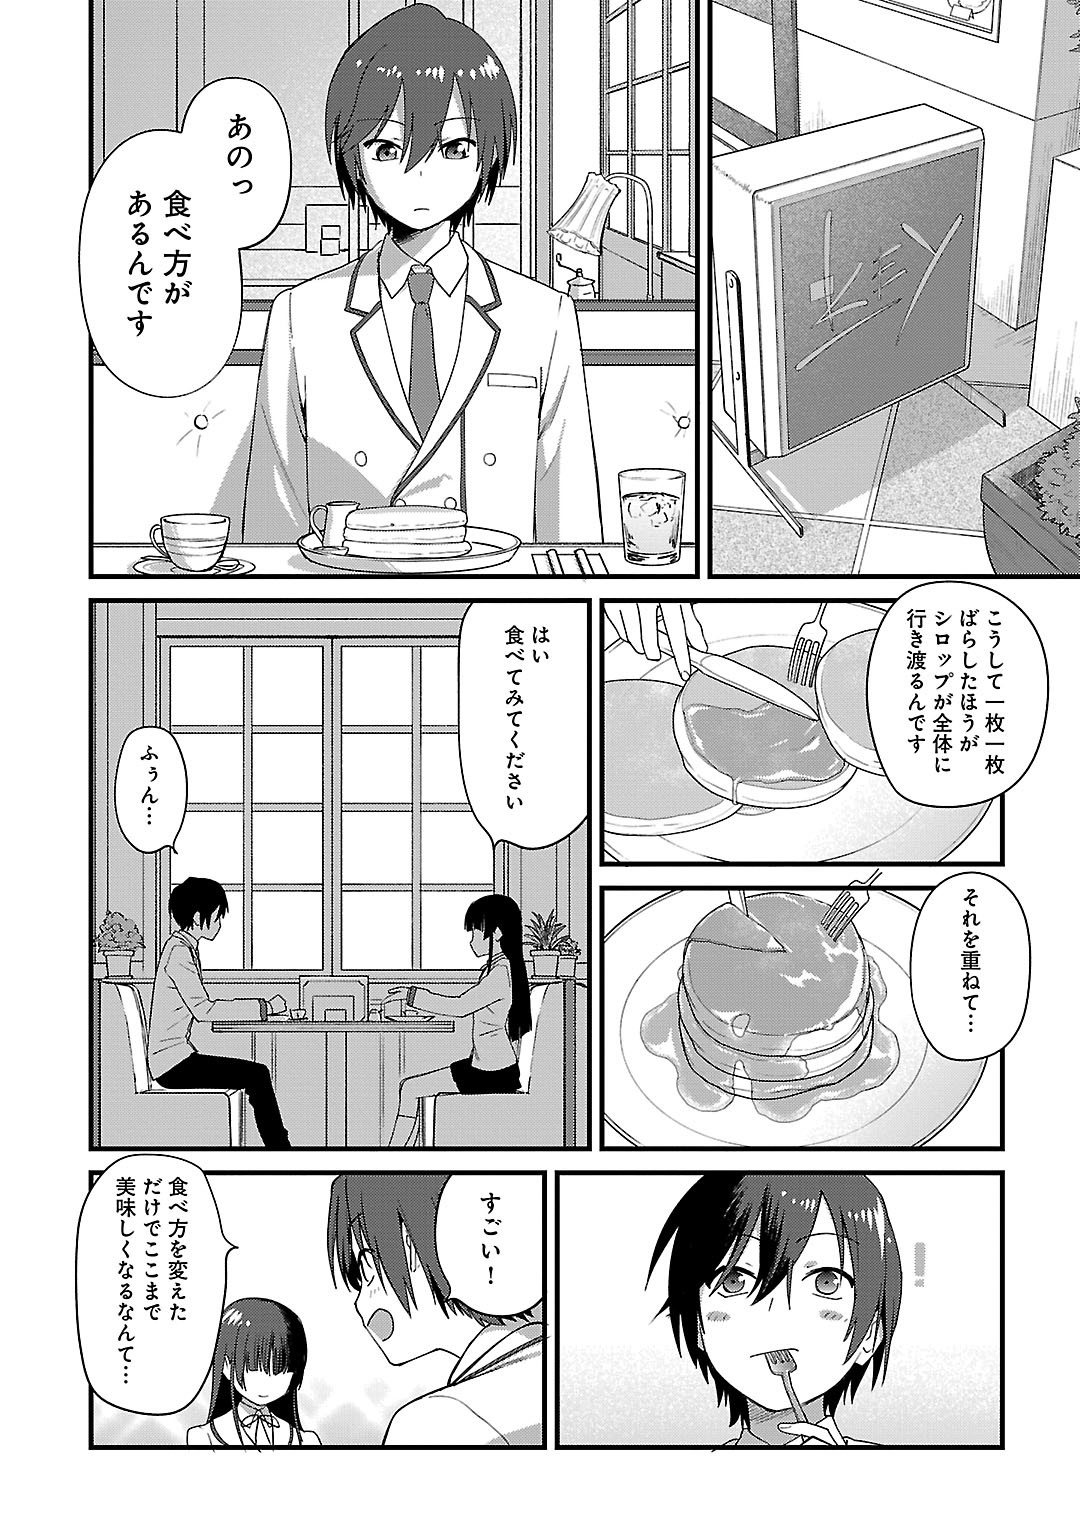 KEY
あのっ
食べ方が
あるんです
こうして一枚一枚
ばらしたほうが
シロップが全体に
行き渡るんです
それを重ねて…
はい
食べてみてください
ふぅん…
!
すごい！
食べ方を変えた
だけでここまで
美味しくなるなんて…